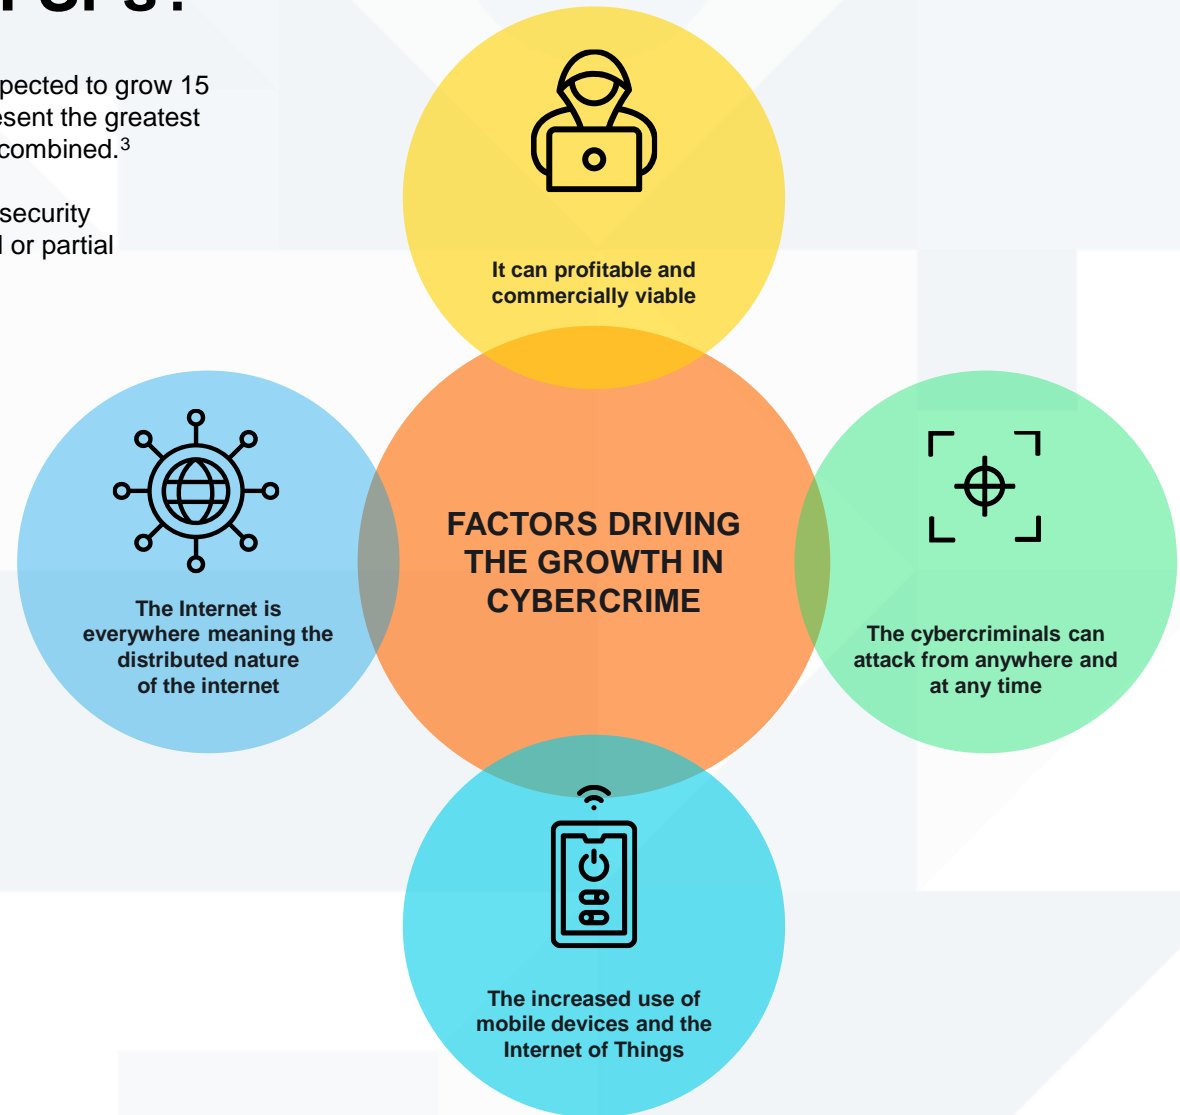 pected to grow 15
esent the greatest
combined.3
security
l or partial
It can profitable and
commercially viable
FACTORS DRIVING
THE GROWTH IN
CYBERCRIME
The Internet is
everywhere meaning the
distributed nature
of the internet
The cybercriminals can
attack from anywhere and
at any time
The increased use of
mobile devices and the
Internet of Things